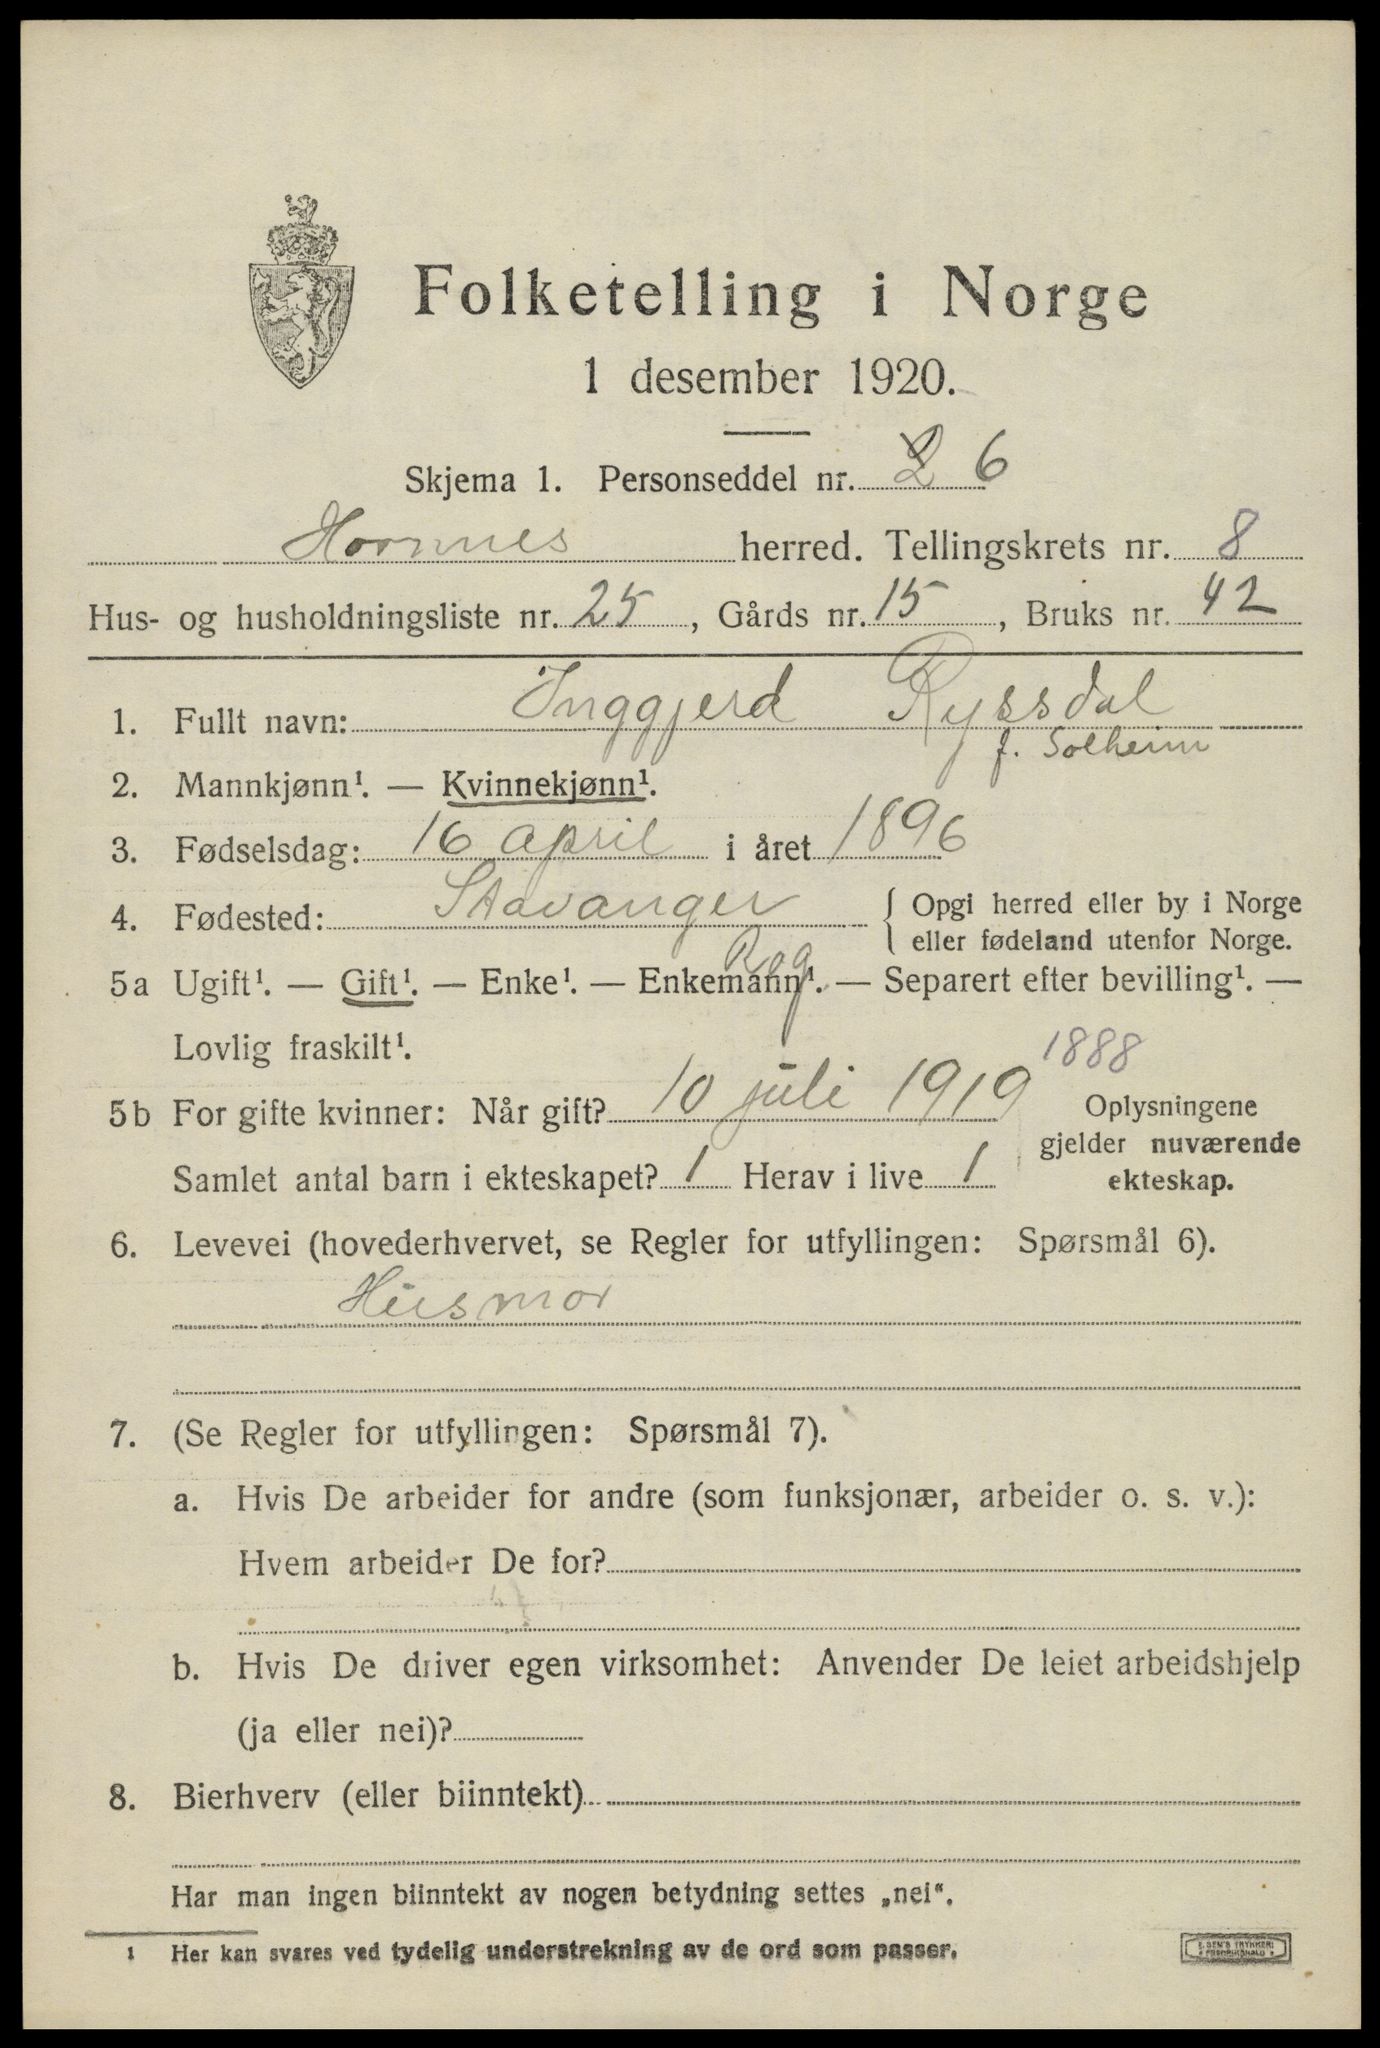 Folketelling i Norge
1 desember 1920.
Skjema 1. Personseddel nr. 2 6
Hornnes herred. Tellingskrets nr. 8
Hus- og husholdningsliste nr. 25, Gårds nr. 15, Bruks nr. 42
1. Fullt navn: Inggjerd Ryssdal
f. Solheim
2. Mannkjønn¹. — Kvinnekjønn¹.
3. Fødselsdag: 16 april i året 1896
4. Fødested: Stavanger { Opgi herred eller by i Norge
eller fødeland utenfor Norge.
Rog
5a Ugift¹. — Gift¹. — Enke¹. — Enkemann¹. — Separert efter bevilling¹. —
Lovlig fraskilt¹.
1888
5b For gifte kvinner: Når gift? 10 juli 1919 Oplysningene
gjelder nuværende
Samlet antal barn i ekteskapet? 1 Herav i live 1 ekteskap.
6. Levevei (hovederhvervet, se Regler for utfyllingen: Spørsmål 6).
Husmor
7. (Se Regler for utfyllingen: Spørsmål 7).
a. Hvis De arbeider for andre (som funksjonær, arbeider o. s. v.):
Hvem arbeider De for?
b. Hvis De driver egen virksomhet: Anvender De leiet arbeidshjelp
(ja eller nei)?
8. Bierhverv (eller biinntekt)
Har man ingen biinntekt av nogen betydning settes „nei“.
1 Her kan svares ved tydelig understrekning av de ord som passer.